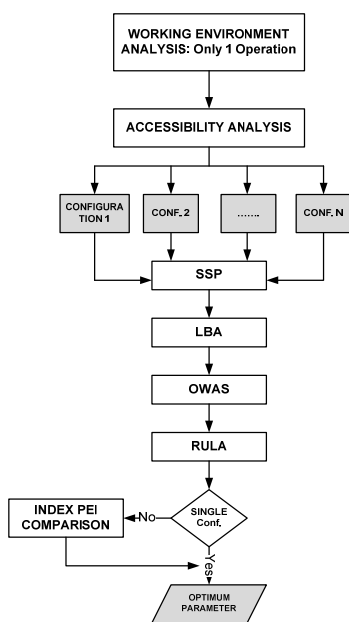 WORKING ENVIRONMENT
ANALYSIS: Only 1 Operation
ACCESSIBILITY ANALYSIS
CONFIGURA
TION 1
CONF. 2
…….
CONF. N
SSP
LBA
OWAS
RULA
INDEX PEI
COMPARISON
No
SINGLE
Conf.
Yes
OPTIMUM
PARAMETER